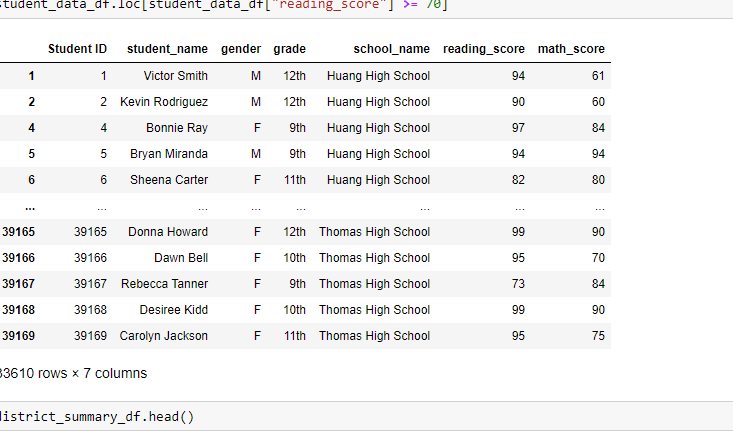 student_data_df.loc[student_data_df["reading_score"] >= 70]
Student ID student_name gender grade school_name reading_score math_score
1 1 Victor Smith M 12th Huang High School 94 61
2 2 Kevin Rodriguez M 12th Huang High School 90 60
4 4 Bonnie Ray F 9th Huang High School 97 84
5 5 Bryan Miranda M 9th Huang High School 94 94
6 6 Sheena Carter F 11th Huang High School 82 80
... ... ... ... ... ... ... ...
39165 39165 Donna Howard F 12th Thomas High School 99 90
39166 39166 Dawn Bell F 10th Thomas High School 95 70
39167 39167 Rebecca Tanner F 9th Thomas High School 73 84
39168 39168 Desiree Kidd F 10th Thomas High School 99 90
39169 39169 Carolyn Jackson F 11th Thomas High School 95 75
33610 rows × 7 columns
district_summary_df.head()